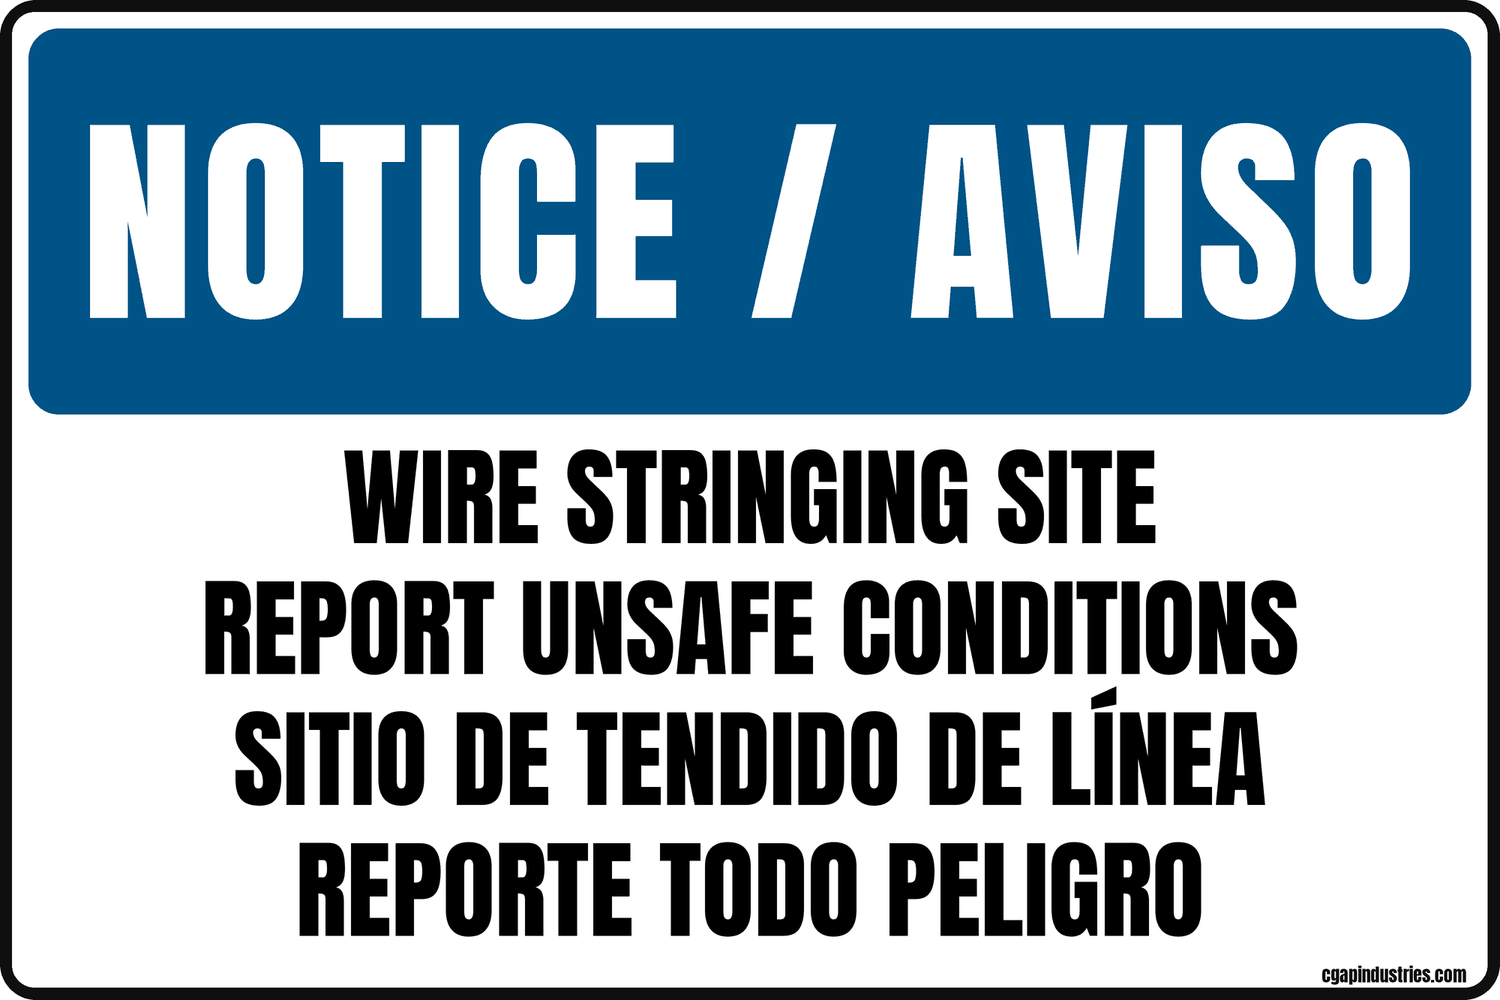 NOTICE / AVISO
WIRE STRINGING SITE
REPORT UNSAFE CONDITIONS
SITIO DE TENDIDO DE LÍNEA
REPORTE TODO PELIGRO
cgapindustries.com